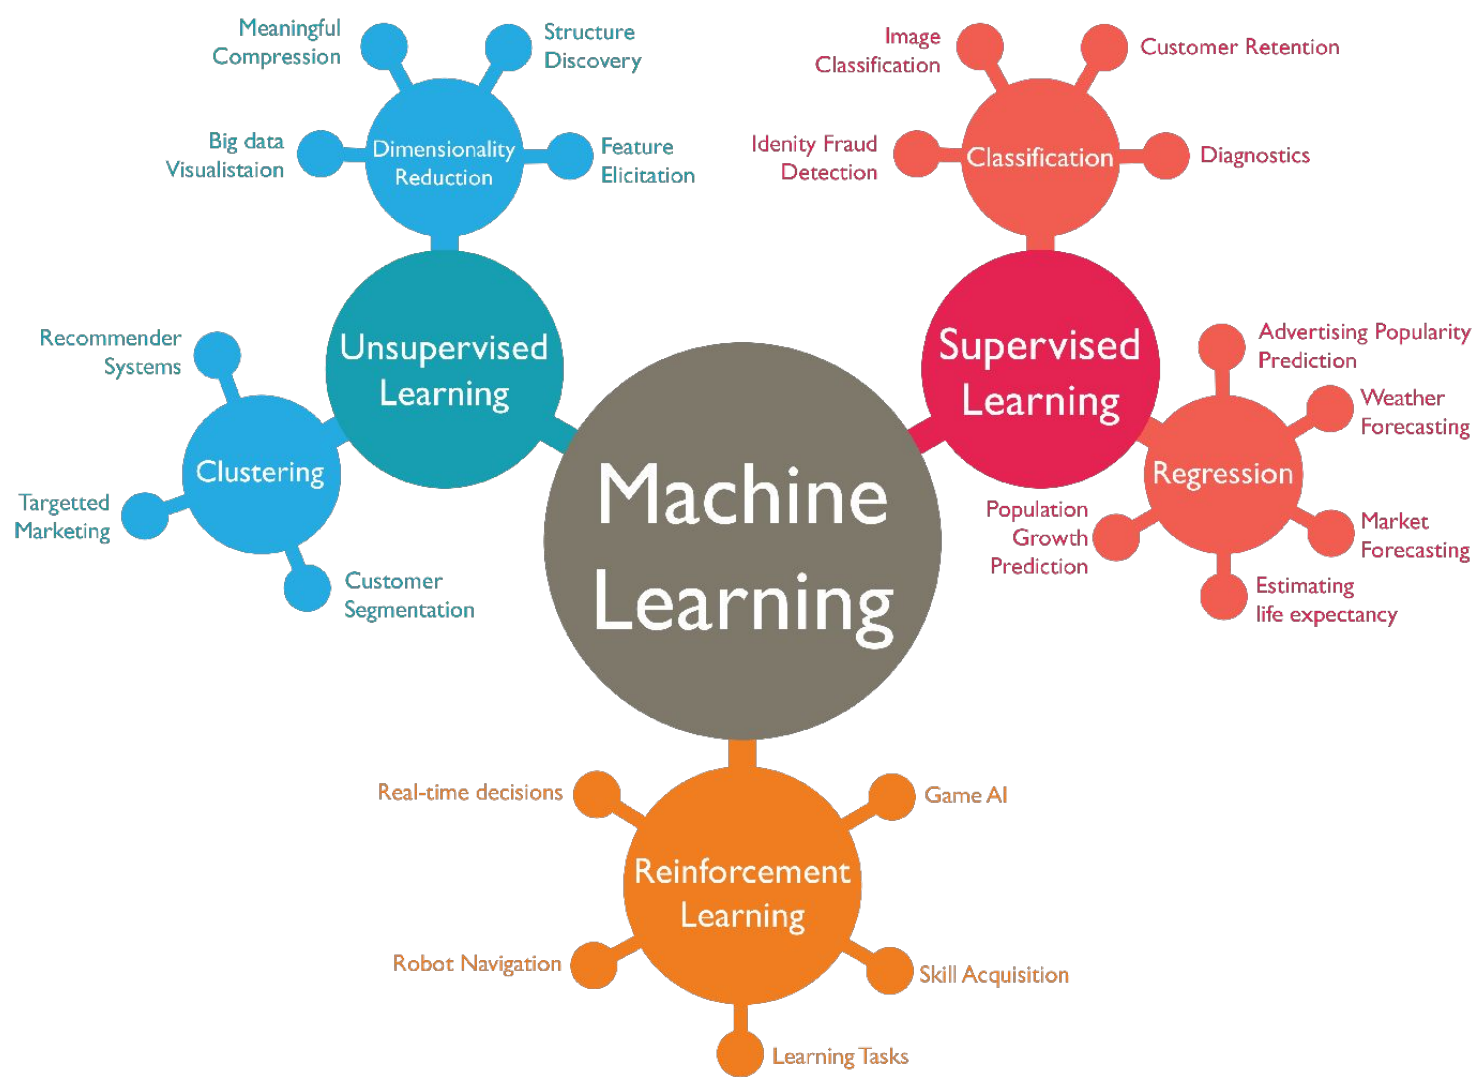 Meaningful
Compression
Structure
Discovery
Big data
Visualistaion
Dimensionality
Reduction
Feature
Elicitation
Image
Classification
Customer Retention
Idenity Fraud
Detection
Classification
Diagnostics
Unsupervised
Learning
Recommender
Systems
Clustering
Targetted
Marketing
Customer
Segmentation
Supervised
Learning
Advertising Popularity
Prediction
Weather
Forecasting
Regression
Population
Growth
Prediction
Market
Forecasting
Estimating
life expectancy
Machine
Learning
Real-time decisions
Game AI
Reinforcement
Learning
Robot Navigation
Skill Acquisition
Learning Tasks